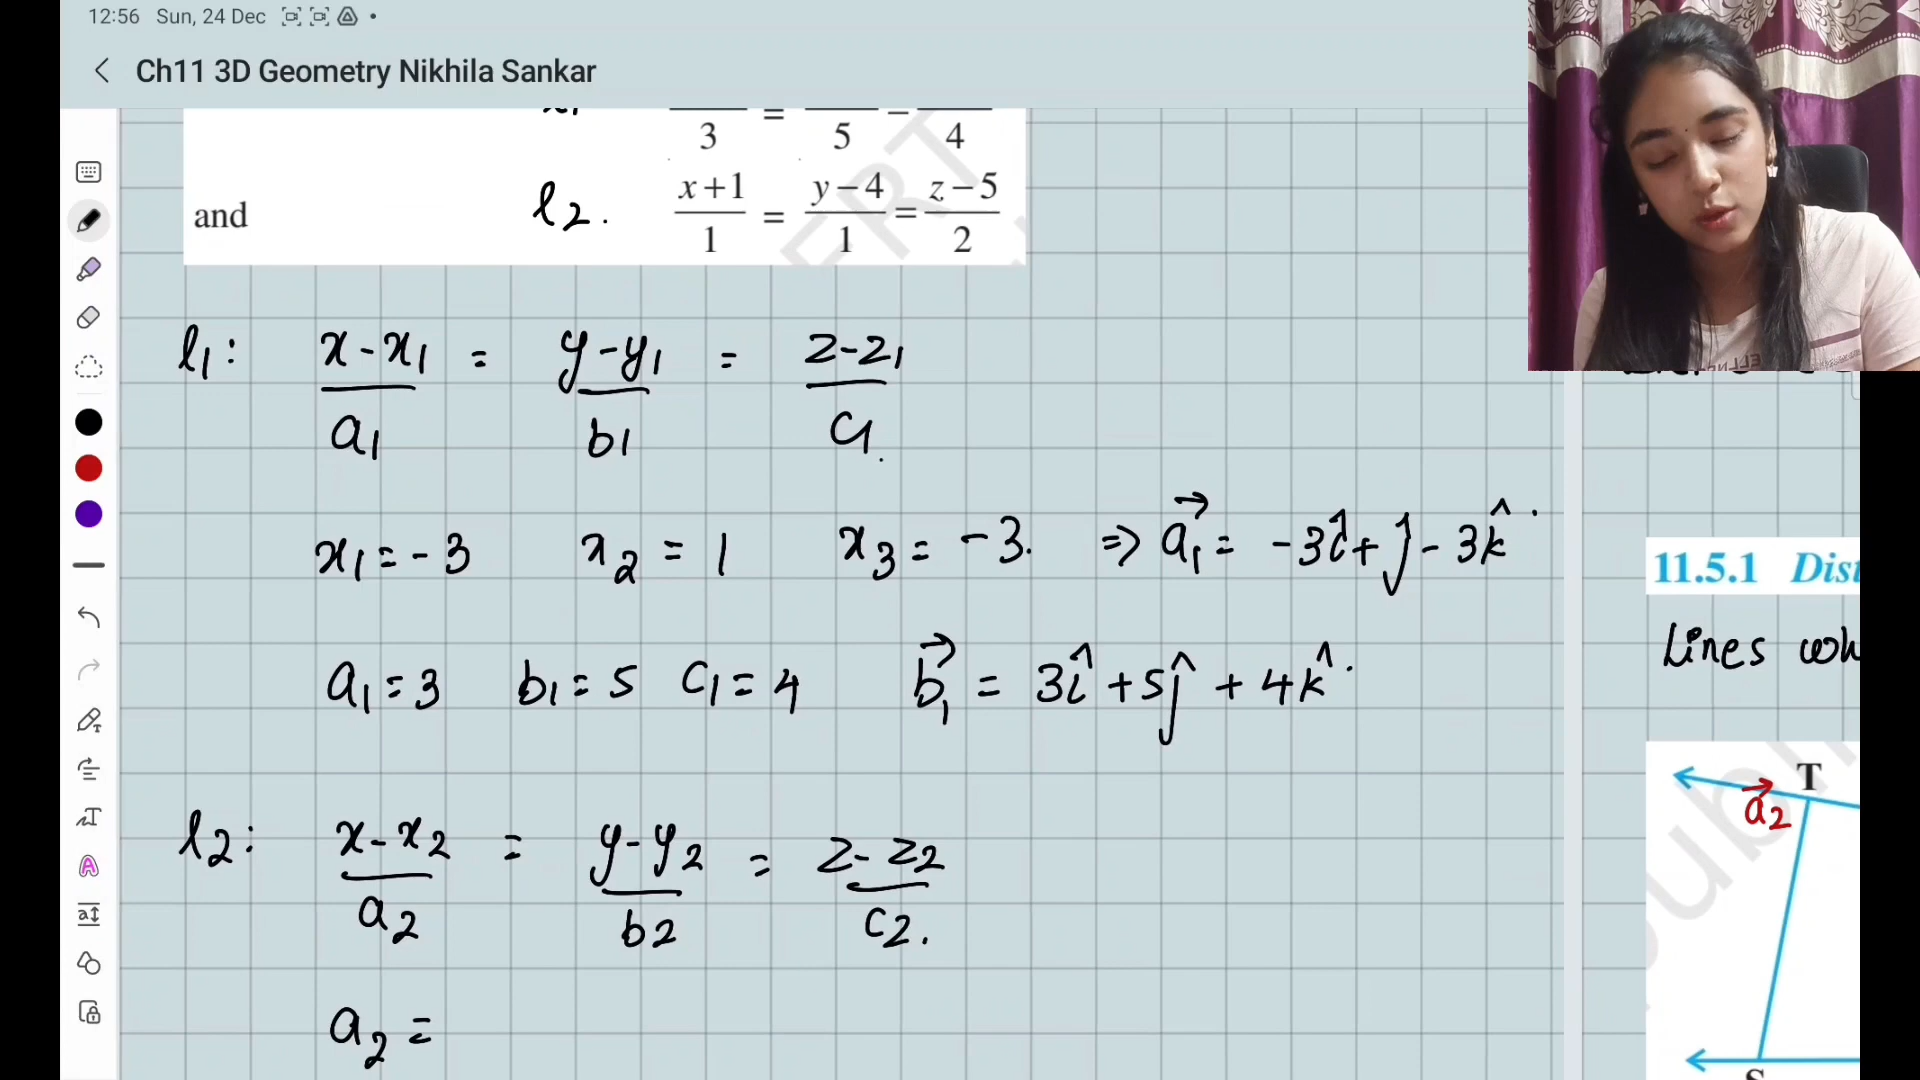 12:56 Sun, 24 Dec
Ch11 3D Geometry Nikhila Sankar
= —
3 5 4
and l2. x+1/1 = y−4/1 = z−5/2
l1: x-x1/a1 = y-y1/b1 = z-z1/c1.
x1=-3 x2=1 x3=-3. ⇒ a⃗1 = -3î+ĵ-3k̂.
a1=3 b1=5 c1=4 b⃗1 = 3î+5ĵ+4k̂.
l2: x-x2/a2 = y-y2/b2 = z-z2/c2.
a2=
11.5.1
Lines
T
a⃗2